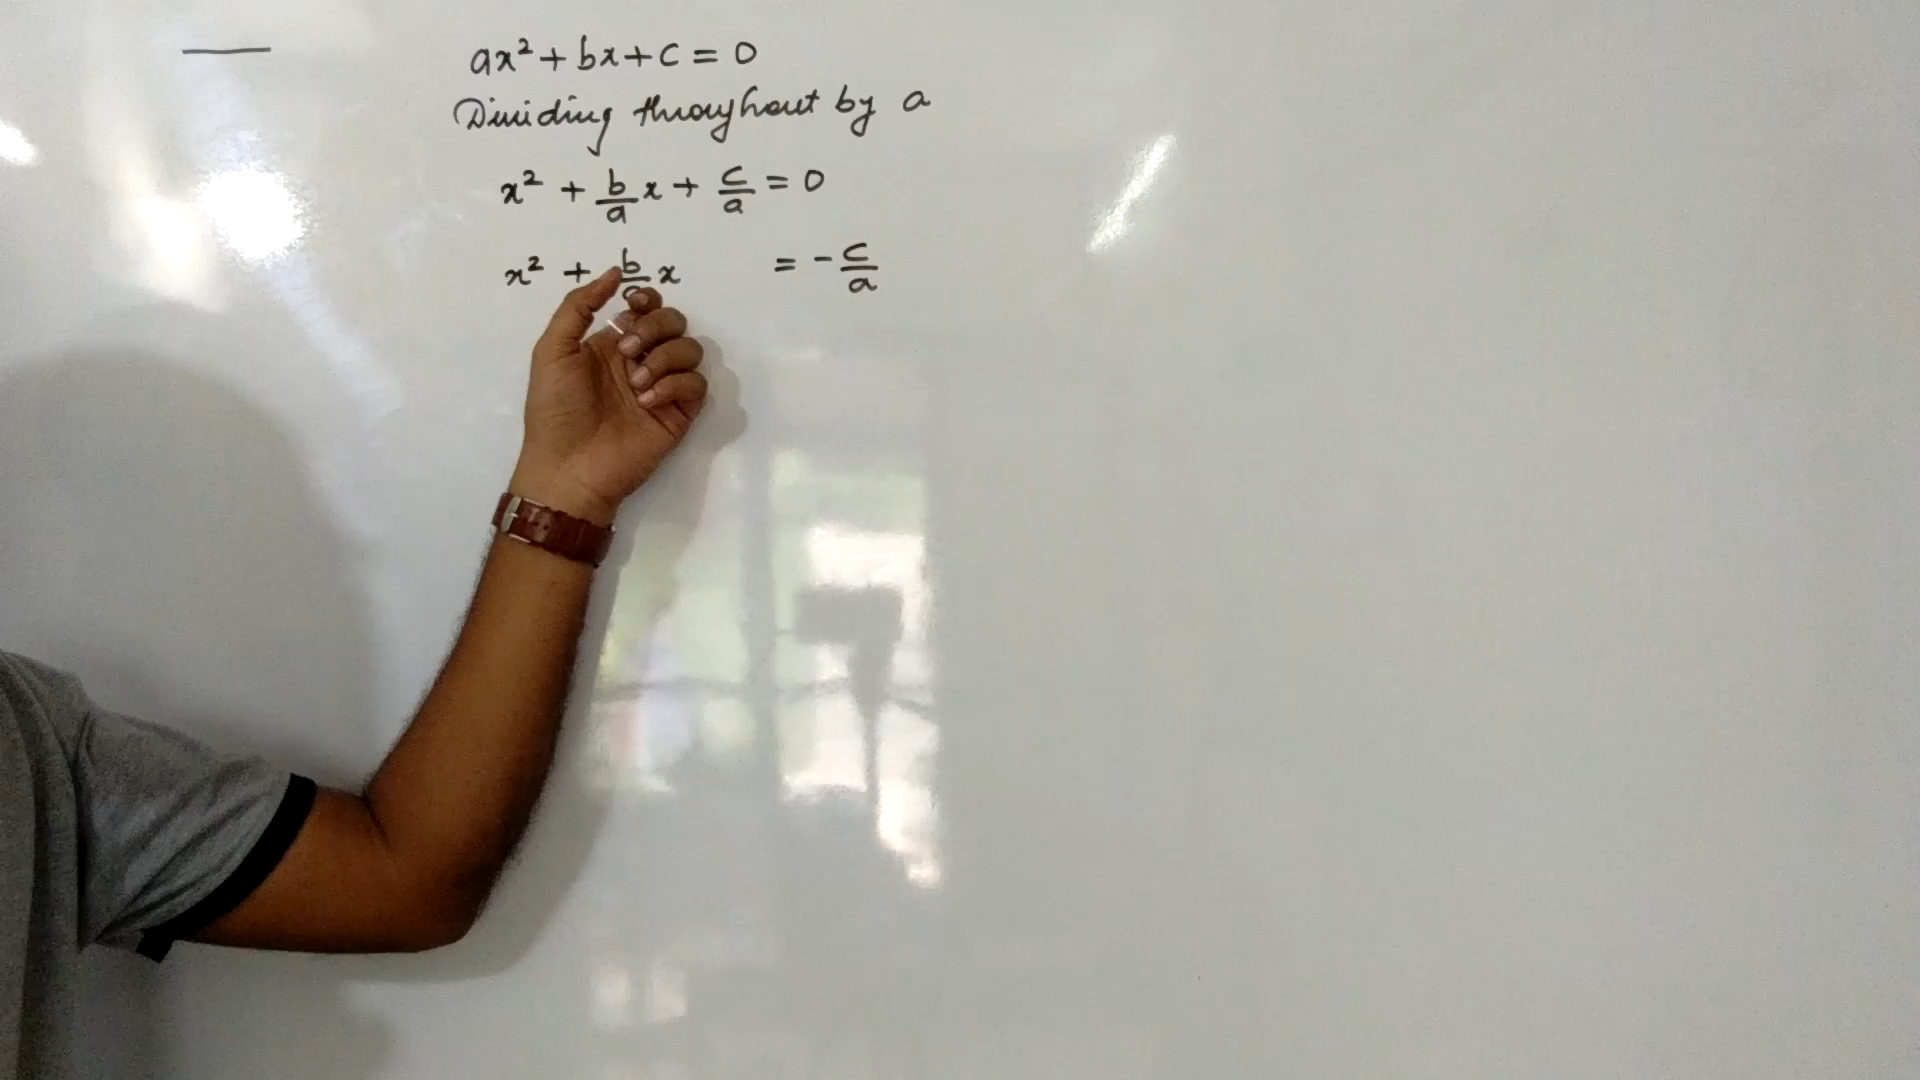 ax² + bx + c = 0
Dividing throughout by a
x² + b/a x + c/a = 0
x² + b/a x = - c/a